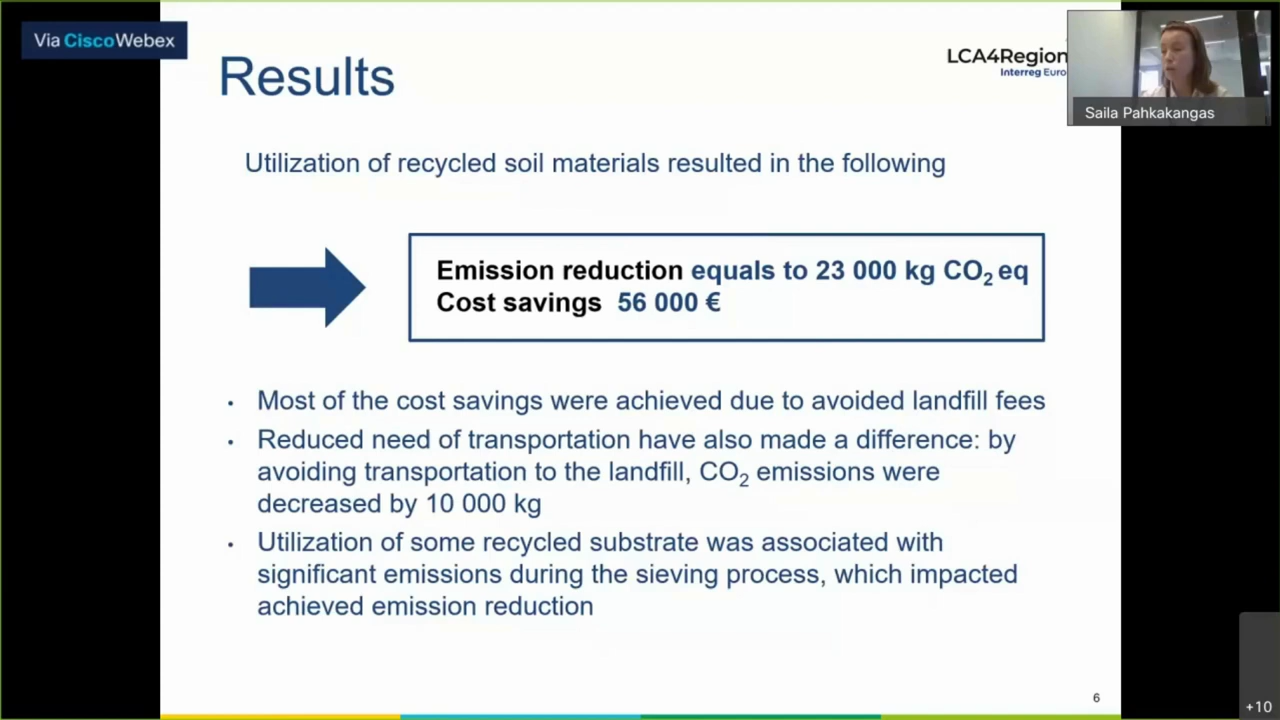 Via CiscoWebex
Results
LCA4Region
Interreg Euro
Saila Pahkakangas
Utilization of recycled soil materials resulted in the following
Emission reduction equals to 23 000 kg CO₂ eq
Cost savings 56 000 €
• Most of the cost savings were achieved due to avoided landfill fees
• Reduced need of transportation have also made a difference: by
avoiding transportation to the landfill, CO₂ emissions were
decreased by 10 000 kg
• Utilization of some recycled substrate was associated with
significant emissions during the sieving process, which impacted
achieved emission reduction
6
+10